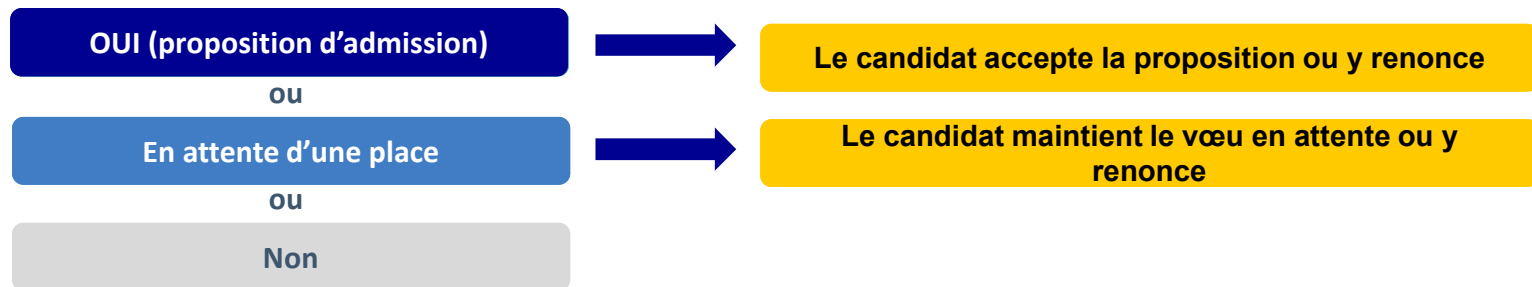 OUI (proposition d’admission)
Le candidat accepte la proposition ou y renonce
ou
En attente d’une place
Le candidat maintient le vœu en attente ou y
renonce
ou
Non